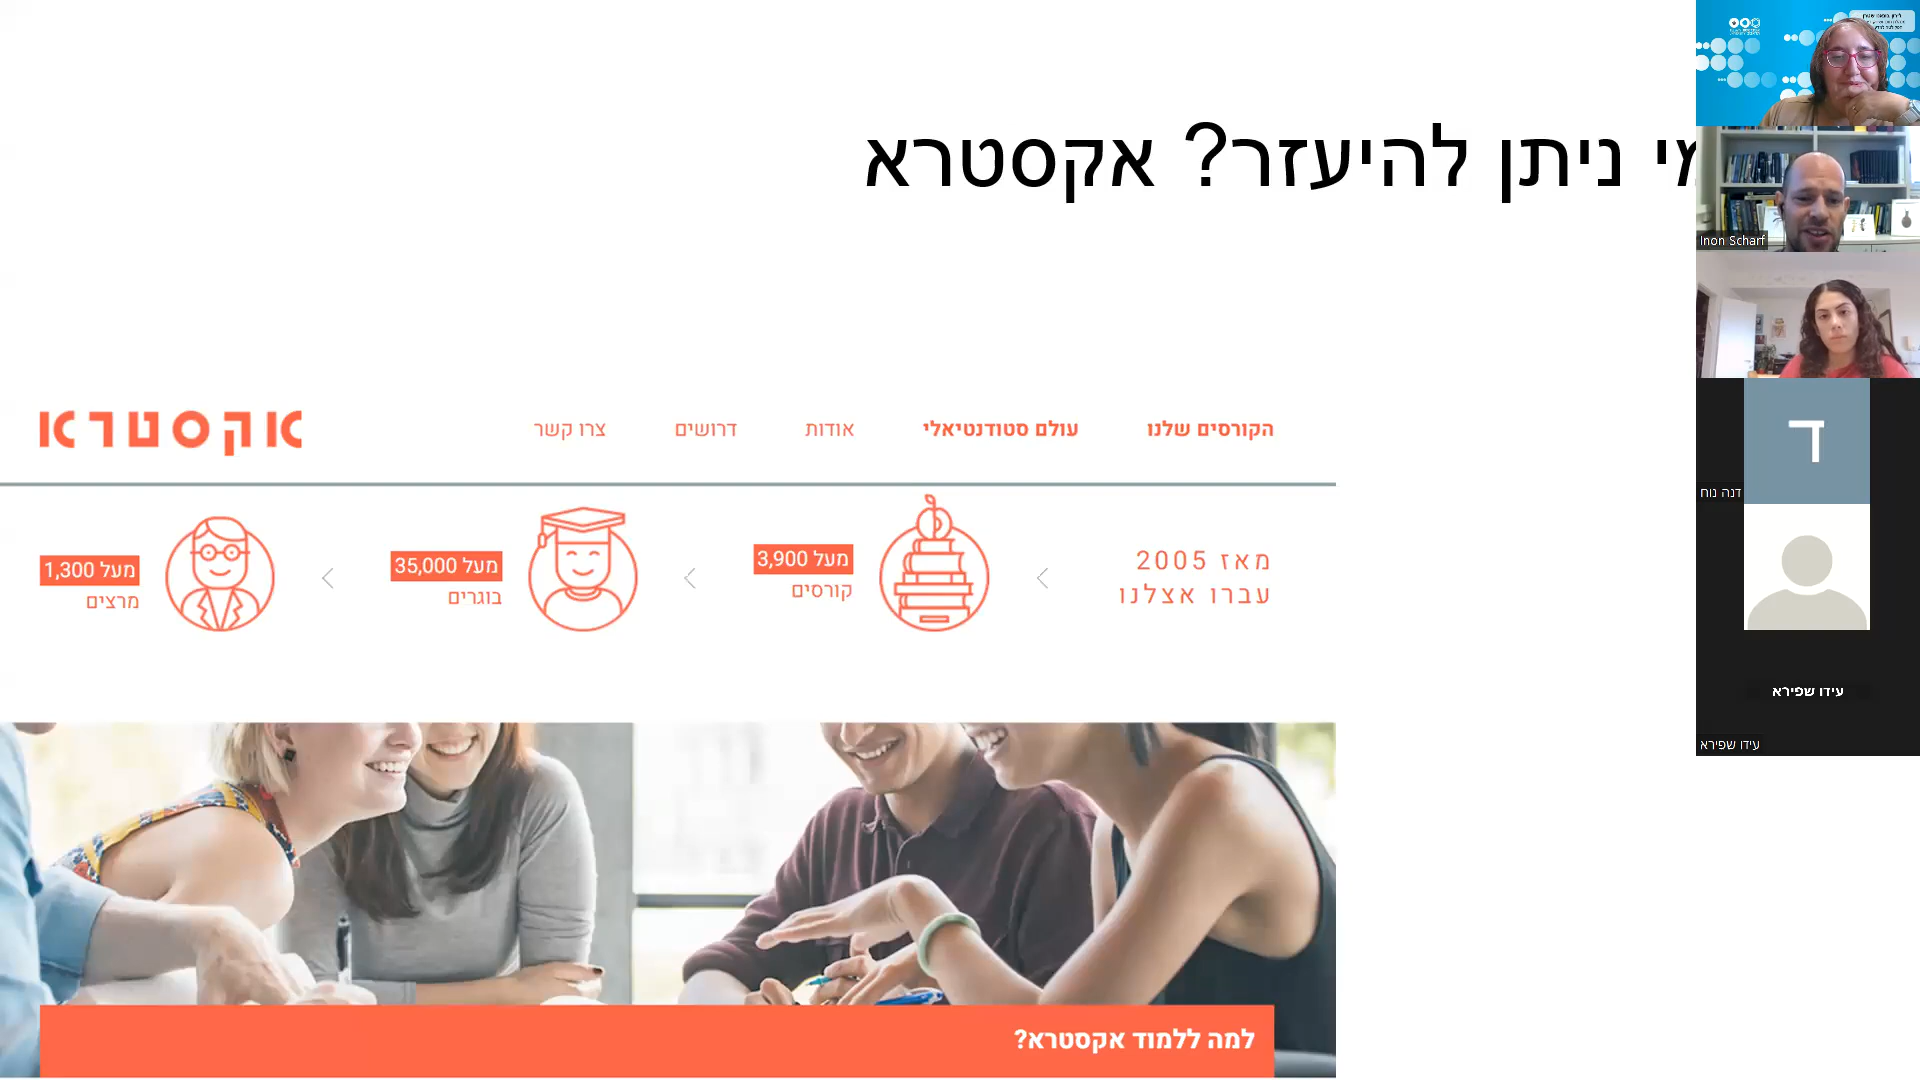 מי ניתן להיעזר? אקסטרא
אקסטרא
הקורסים שלנו
עולם סטודנטיאלי
אודות
דרושים
צרו קשר
מאז 2005
עברו אצלנו
מעל 3,900
קורסים
מעל 35,000
בוגרים
מעל 1,300
מרצים
למה ללמוד אקסטרא?
Inon Scharf
דנה נוח
עידו שפירא
עידו שפירא
ד